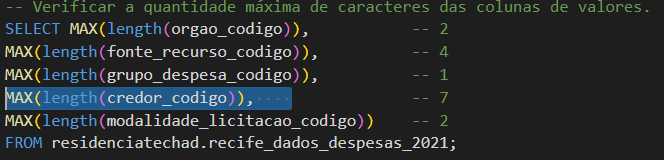 -- Verificar a quantidade máxima de caracteres das colunas de valores.
SELECT MAX(length(orgao_codigo)), -- 2
MAX(length(fonte_recurso_codigo)), -- 4
MAX(length(grupo_despesa_codigo)), -- 1
MAX(length(credor_codigo)), -- 7
MAX(length(modalidade_licitacao_codigo)) -- 2
FROM residenciatechad.recife_dados_despesas_2021;